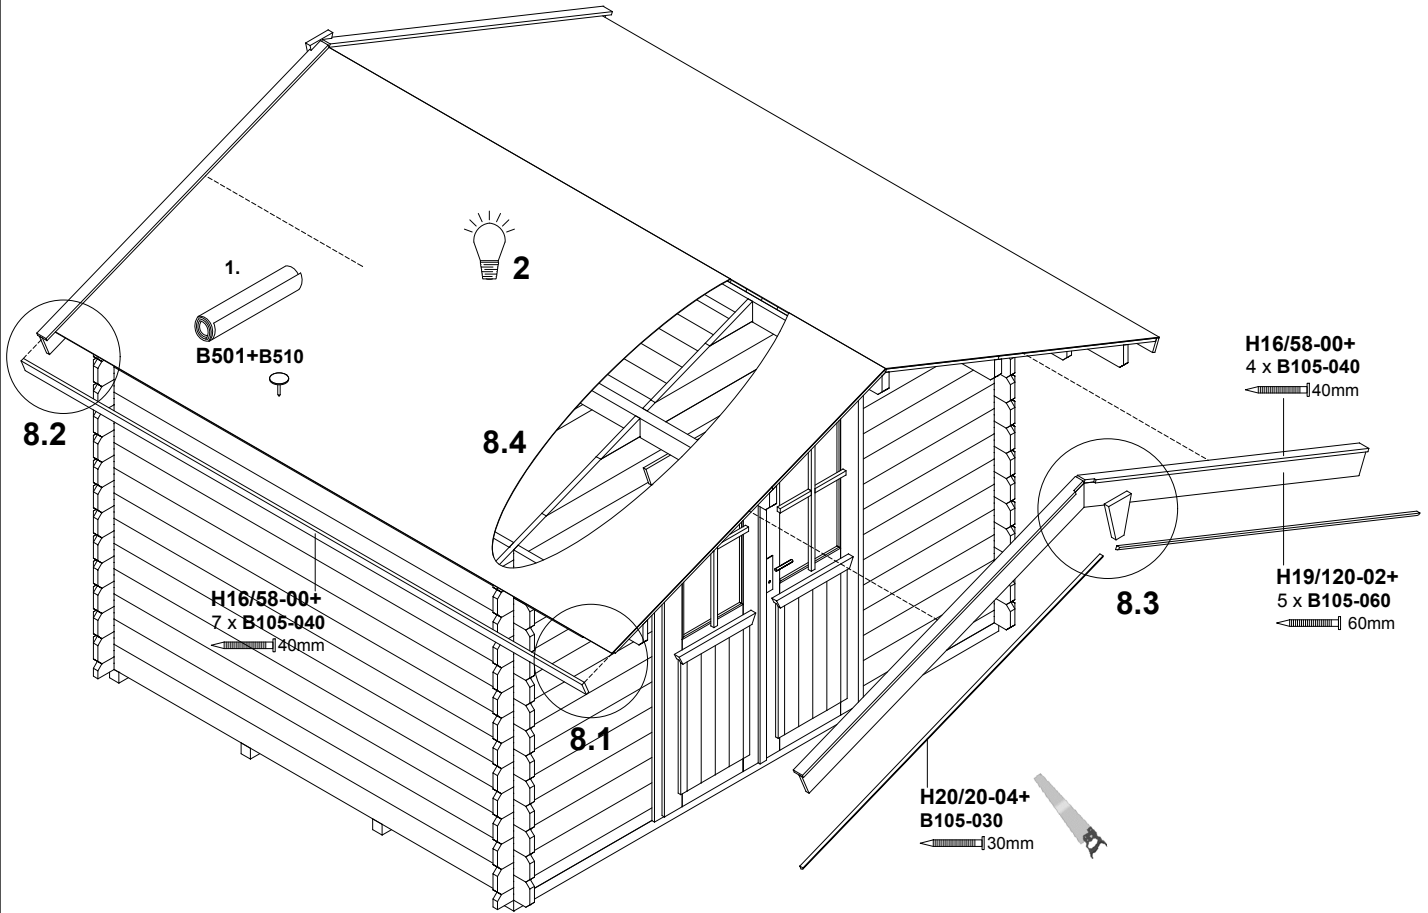 1.
2
B501+B510
H16/58-00+
4 x B105-040
40mm
8.2
8.4
8.3
H19/120-02+
5 x B105-060
60mm
H16/58-00+
7 x B105-040
40mm
8.1
H20/20-04+
B105-030
30mm